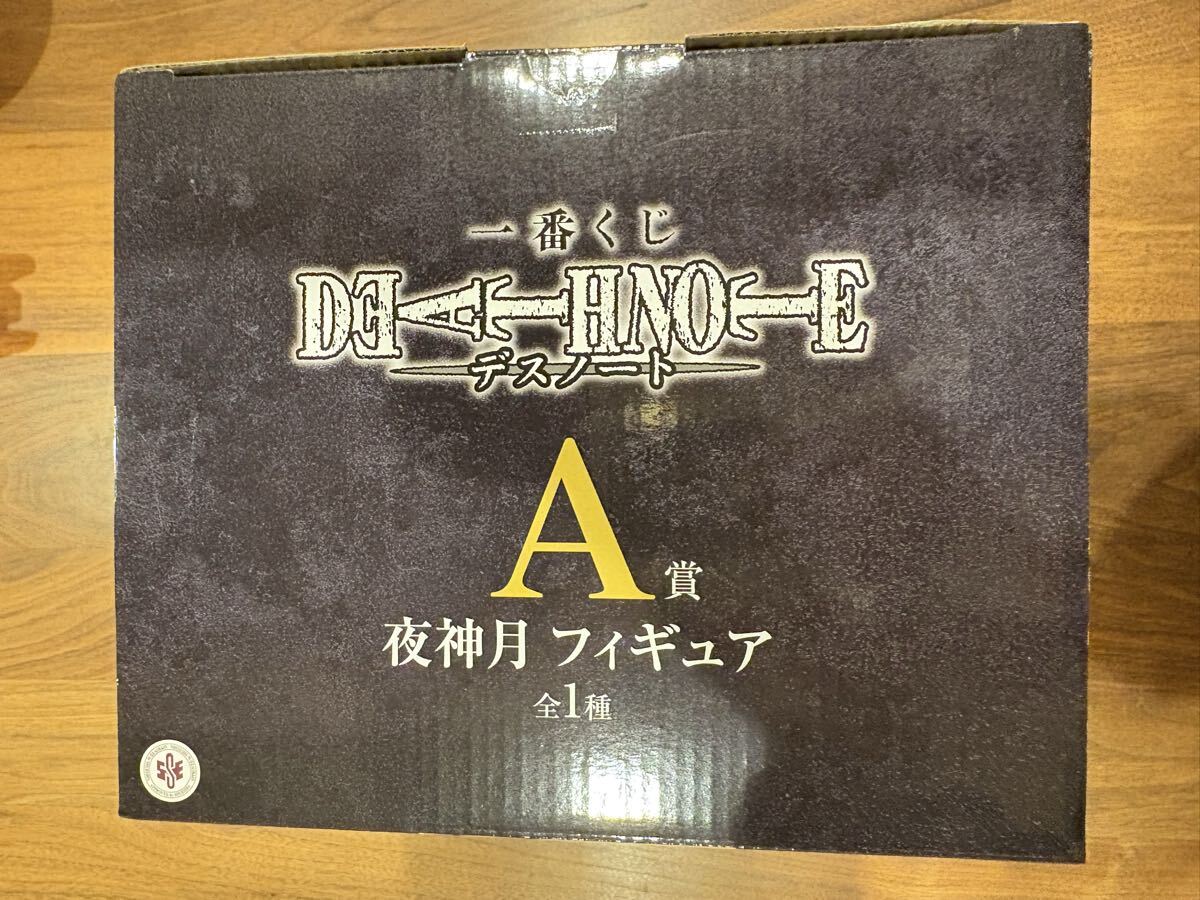 一番くじ
DEATH NOTE
デスノート
A賞
夜神月 フィギュア
全1種